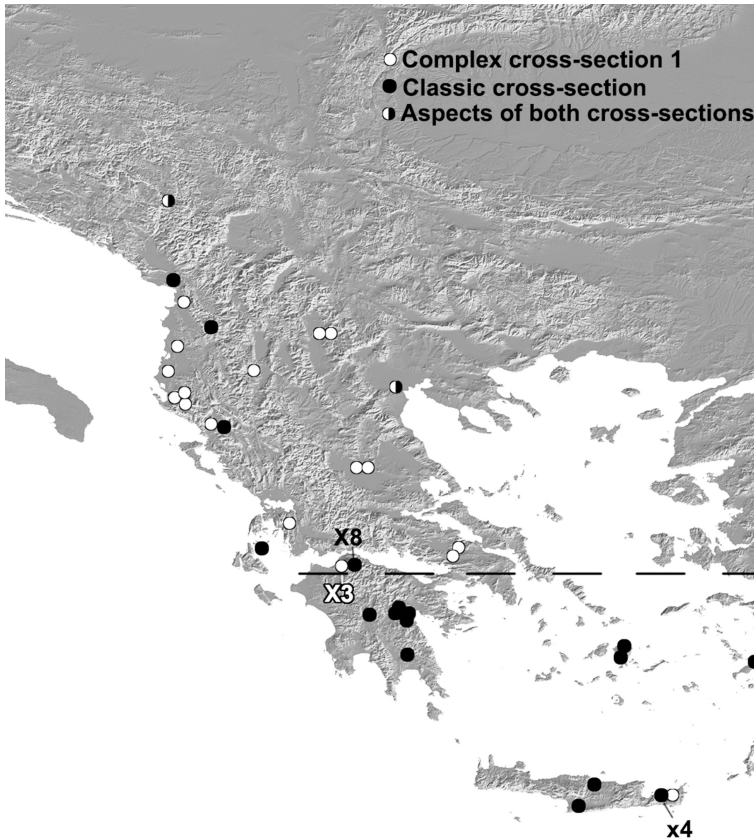 Complex cross-section 1
Classic cross-section
Aspects of both cross-sections
X8
X3
x4